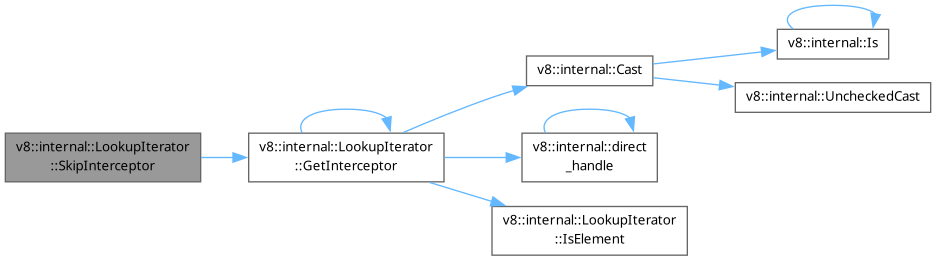 v8::internal::LookupIterator
::SkipInterceptor
v8::internal::LookupIterator
::GetInterceptor
v8::internal::Cast
v8::internal::Is
v8::internal::UncheckedCast
v8::internal::direct
_handle
v8::internal::LookupIterator
::IsElement